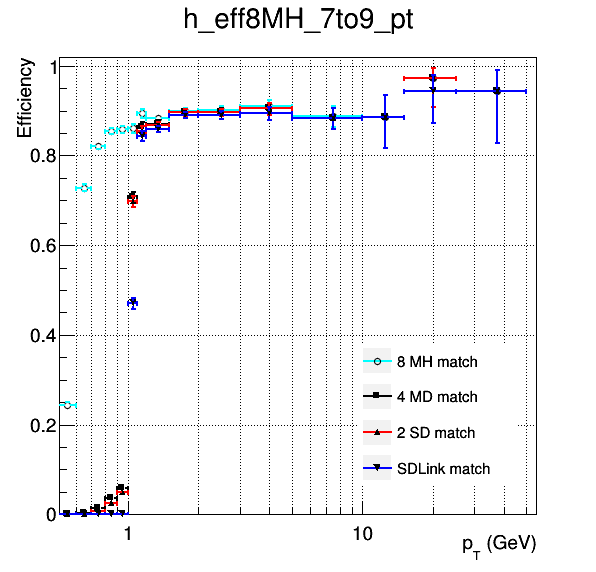 h_eff8MH_7to9_pt
Efficiency
1
0.8
0.6
0.4
0.2
0
8 MH match
4 MD match
2 SD match
SDLink match
1
10
p_T (GeV)